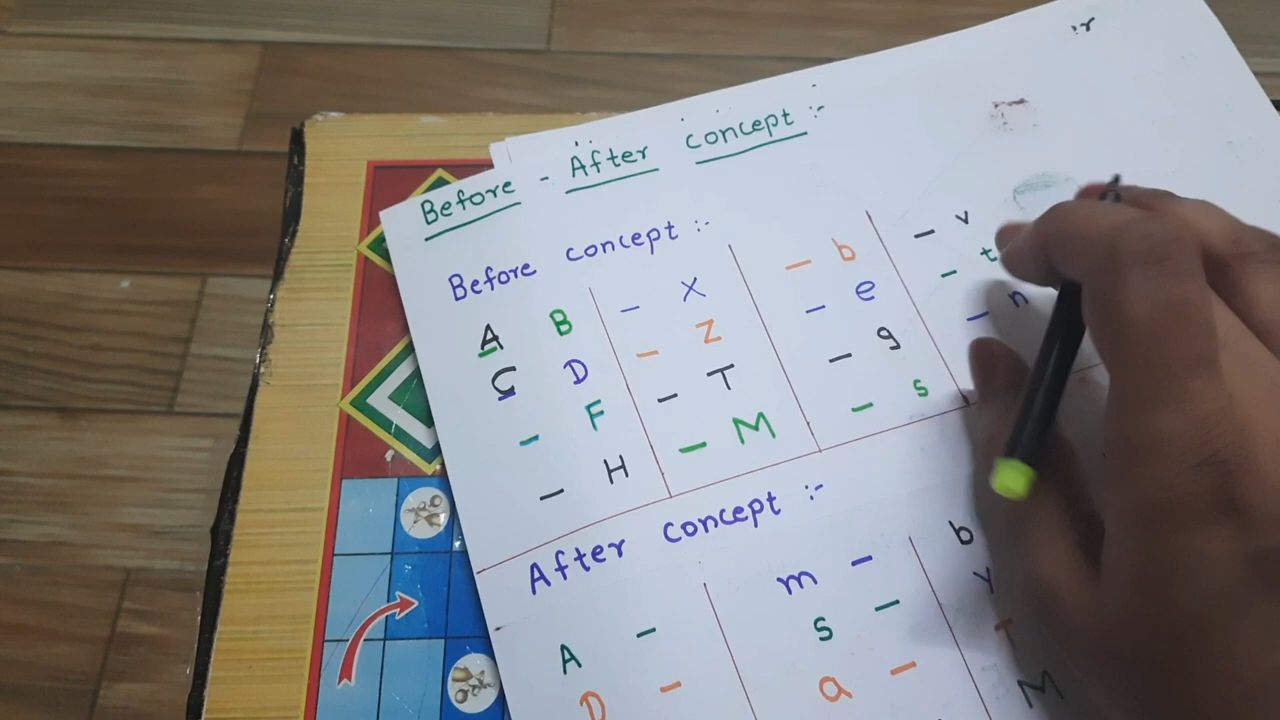 Before - After concept :-
Before concept :-
A B - X - b - v
C D - Z - e - t
- F - T - g - n
- H - M - s
After concept :-
A - m - b
D - s - Y
a - T
M